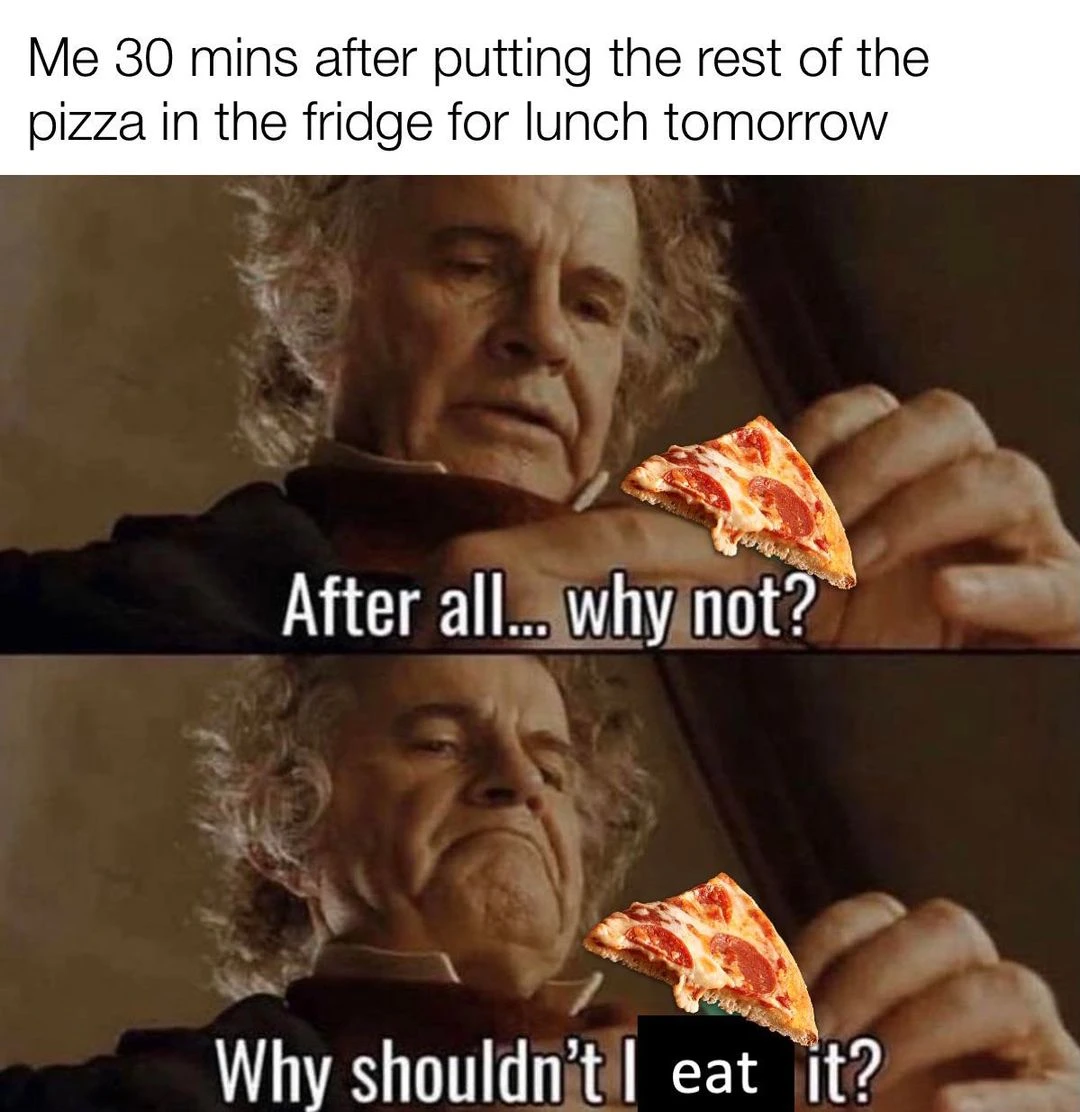 Me 30 mins after putting the rest of the
pizza in the fridge for lunch tomorrow
After all... why not?
Why shouldn't I eat it?